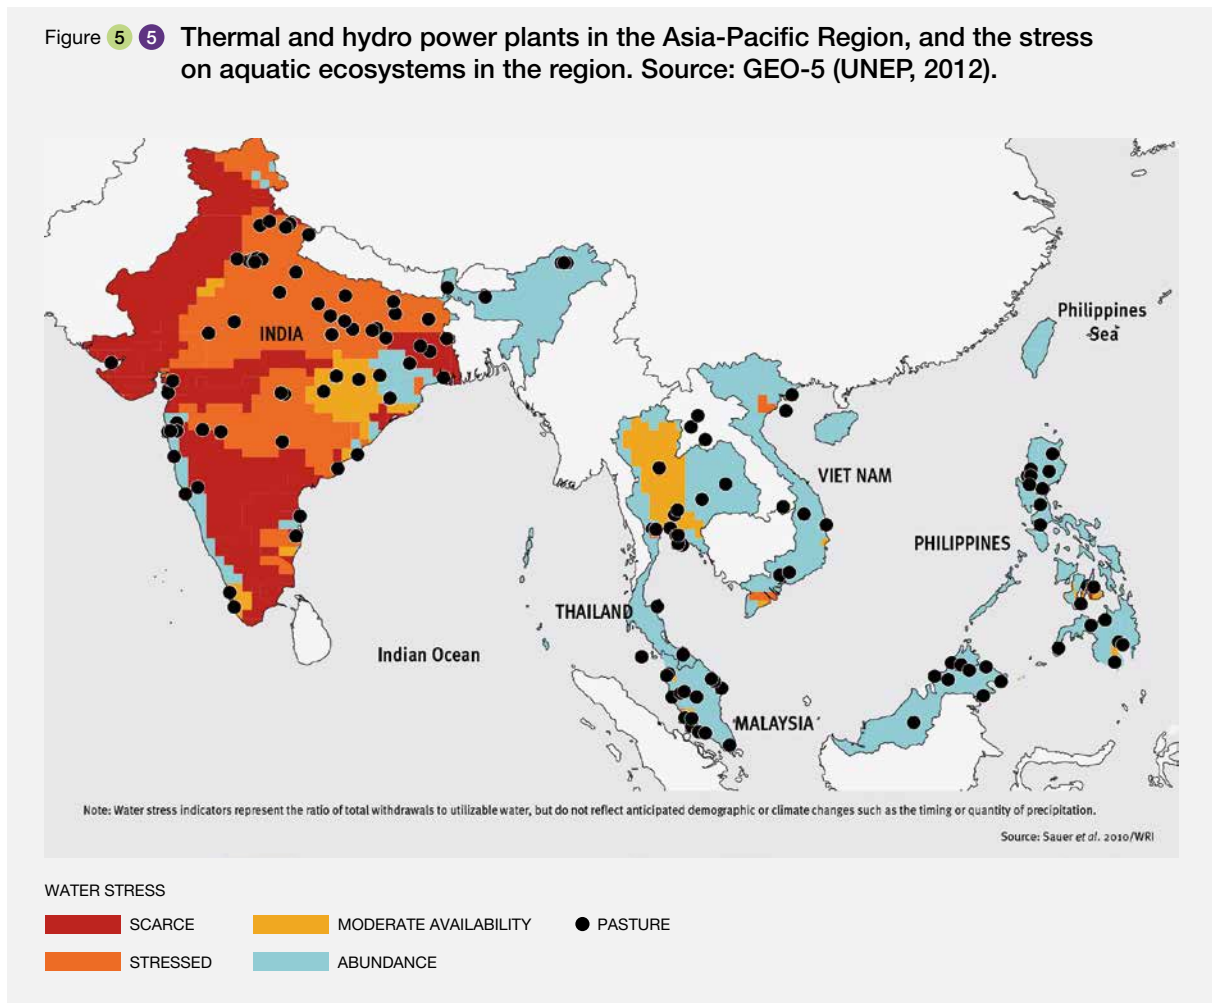 Figure 5 5 Thermal and hydro power plants in the Asia-Pacific Region, and the stress
on aquatic ecosystems in the region. Source: GEO-5 (UNEP, 2012).
Philippines
Sea
INDIA
VIET NAM
PHILIPPINES
THAILAND
Indian Ocean
MALAYSIA
Note: Water stress indicators represent the ratio of total withdrawals to utilizable water, but do not reflect anticipated demographic or climate changes such as the timing or quantity of precipitation.
Source: Sauer et al. 2010/WRI
WATER STRESS
SCARCE
MODERATE AVAILABILITY
PASTURE
STRESSED
ABUNDANCE